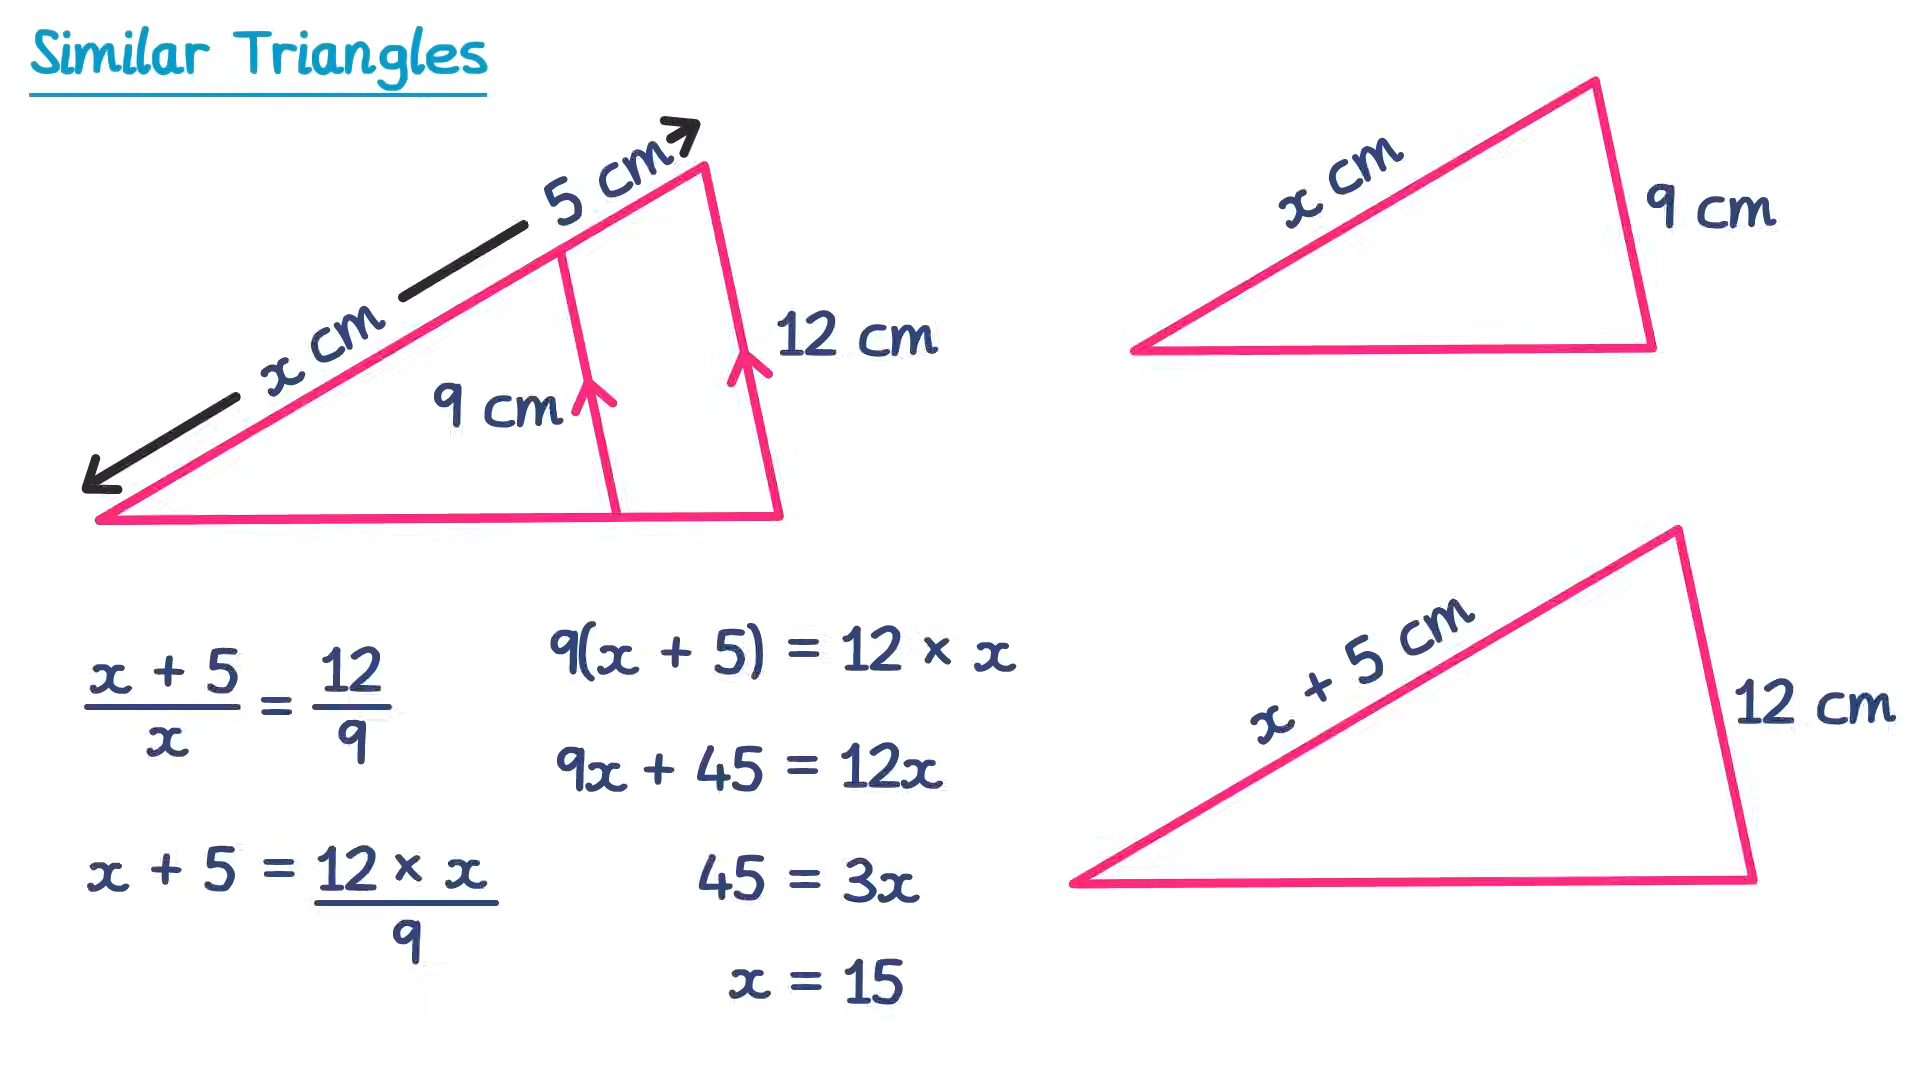 Similar Triangles
5 cm
x cm
9 cm
12 cm
x cm
9 cm
x + 5 cm
12 cm
x + 5 / x = 12 / 9
x + 5 = 12 × x / 9
9(x + 5) = 12 × x
9x + 45 = 12x
45 = 3x
x = 15